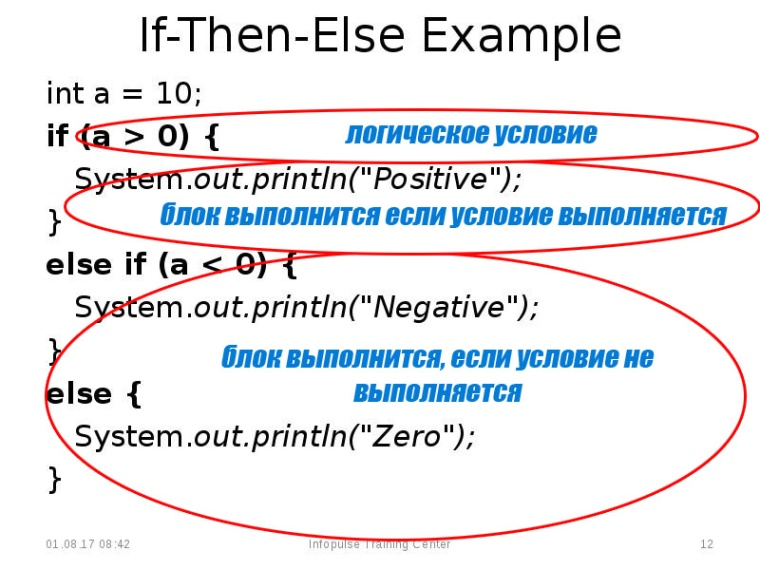 If-Then-Else Example
int a = 10;
if (a > 0) {
логическое условие
System.out.println("Positive");
блок выполнится если условие выполняется
}
else if (a < 0) {
System.out.println("Negative");
}
блок выполнится, если условие не
выполняется
else {
System.out.println("Zero");
}
01.08.17 08:42
Infopulse Training Center
12